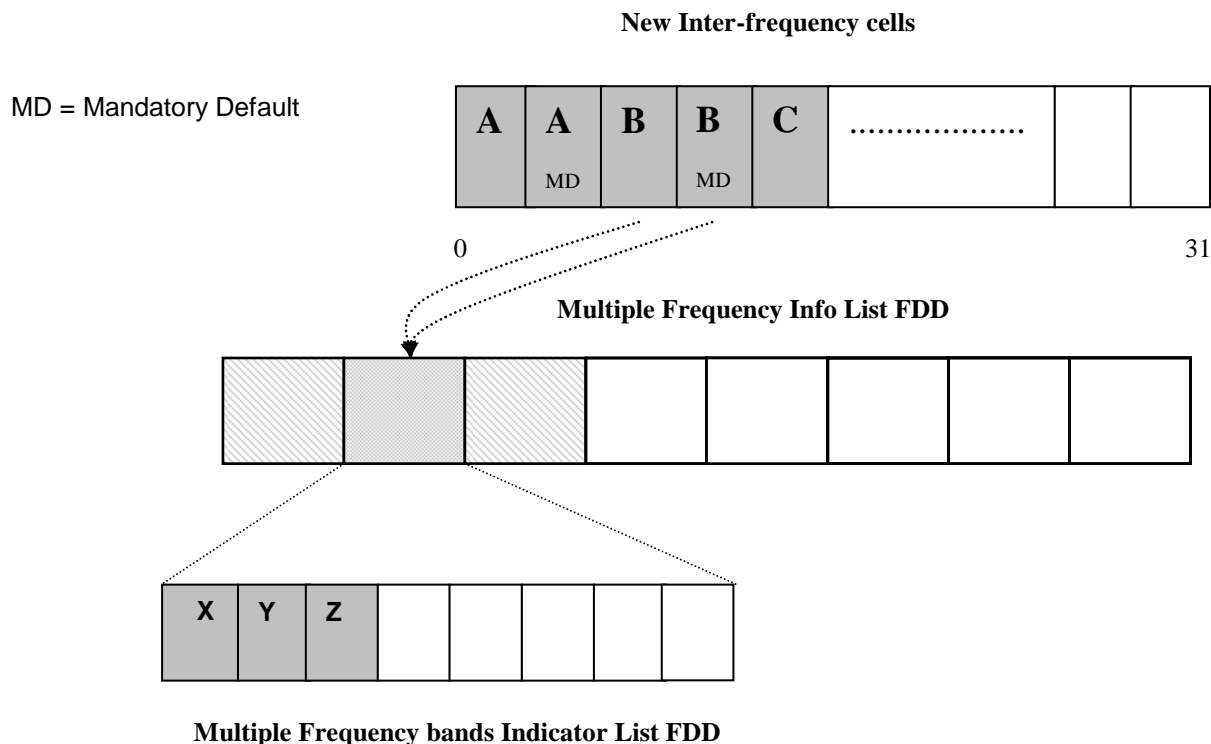 New Inter-frequency cells
MD = Mandatory Default
A A B B C ...................
MD MD
0 31
Multiple Frequency Info List FDD
X Y Z
Multiple Frequency bands Indicator List FDD